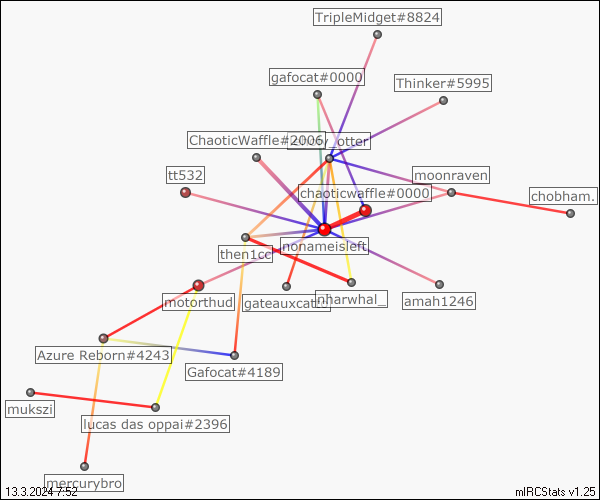 TripleMidget#8824
gafocat#0000
Thinker#5995
ChaoticWaffle#2006
_otter
tt532
moonraven
chaoticwaffle#0000
chobham.
nonameisleft
then1cc
motorthud
gateauxcat
nharwhal_
amah1246
Azure Reborn#4243
Gafocat#4189
mukszi
lucas das oppai#2396
mercurybro
13.3.2024 7:52
mIRCStats v1.25